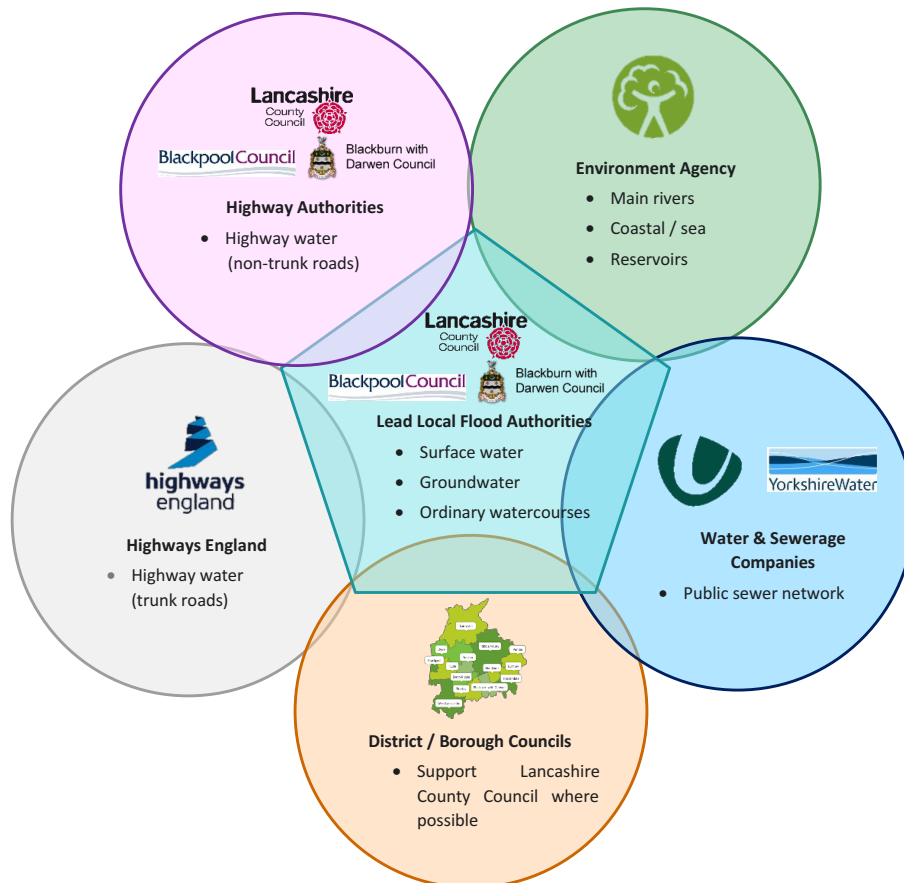 Lancashire
County
Council
BlackpoolCouncil
Blackburn with
Darwen Council
Highway Authorities
• Highway water
(non-trunk roads)
Environment Agency
• Main rivers
• Coastal / sea
• Reservoirs
Lancashire
County
Council
BlackpoolCouncil
Blackburn with
Darwen Council
Lead Local Flood Authorities
• Surface water
• Groundwater
• Ordinary watercourses
highways
england
Highways England
• Highway water
(trunk roads)
YorkshireWater
Water & Sewerage
Companies
• Public sewer network
District / Borough Councils
• Support Lancashire
County Council where
possible